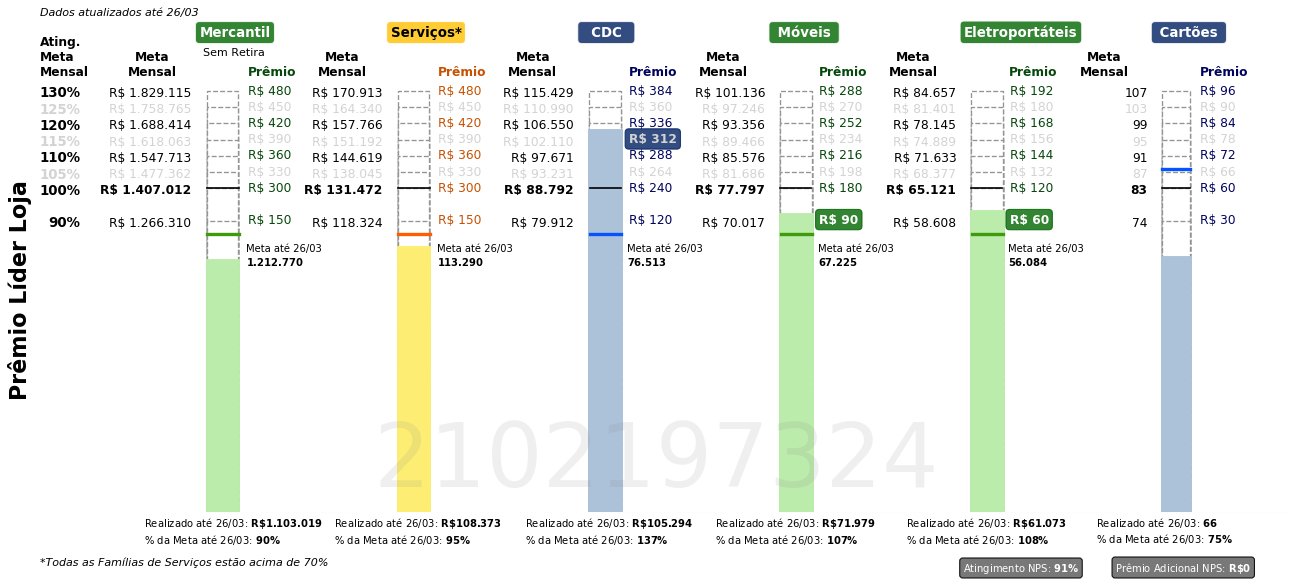 Dados atualizados até 26/03
Mercantil Serviços* CDC Móveis Eletroportáteis Cartões
Sem Retira
Ating. Meta Mensal Meta Mensal Prêmio Meta Mensal Prêmio Meta Mensal Prêmio Meta Mensal Prêmio Meta Mensal Prêmio Meta Mensal Prêmio
130% R$ 1.829.115 R$ 480 R$ 170.913 R$ 480 R$ 115.429 R$ 384 R$ 101.136 R$ 288 R$ 84.657 R$ 192 107 R$ 96
125% R$ 1.758.765 R$ 450 R$ 164.340 R$ 450 R$ 110.990 R$ 360 R$ 97.246 R$ 270 R$ 81.401 R$ 180 103 R$ 90
120% R$ 1.688.414 R$ 420 R$ 157.766 R$ 420 R$ 106.550 R$ 336 R$ 93.356 R$ 252 R$ 78.145 R$ 168 99 R$ 84
115% R$ 1.618.063 R$ 390 R$ 151.192 R$ 390 R$ 102.110 R$ 312 R$ 89.466 R$ 234 R$ 74.889 R$ 156 95 R$ 78
110% R$ 1.547.713 R$ 360 R$ 144.619 R$ 360 R$ 97.671 R$ 288 R$ 85.576 R$ 216 R$ 71.633 R$ 144 91 R$ 72
105% R$ 1.477.362 R$ 330 R$ 138.045 R$ 330 R$ 93.231 R$ 264 R$ 81.686 R$ 198 R$ 68.377 R$ 132 87 R$ 66
100% R$ 1.407.012 R$ 300 R$ 131.472 R$ 300 R$ 88.792 R$ 240 R$ 77.797 R$ 180 R$ 65.121 R$ 120 83 R$ 60
90% R$ 1.266.310 R$ 150 R$ 118.324 R$ 150 R$ 79.912 R$ 120 R$ 70.017 R$ 90 R$ 58.608 R$ 60 74 R$ 30
Meta até 26/03 Meta até 26/03 Meta até 26/03 Meta até 26/03 Meta até 26/03
1.212.770 113.290 76.513 67.225 56.084
Prêmio Líder Loja
2102197324
Realizado até 26/03: R$1.103.019 Realizado até 26/03: R$108.373 Realizado até 26/03: R$105.294 Realizado até 26/03: R$71.979 Realizado até 26/03: R$61.073 Realizado até 26/03: 66
% da Meta até 26/03: 90% % da Meta até 26/03: 95% % da Meta até 26/03: 137% % da Meta até 26/03: 107% % da Meta até 26/03: 108% % da Meta até 26/03: 75%
*Todas as Famílias de Serviços estão acima de 70% Atingimento NPS: 91% Prêmio Adicional NPS: R$0